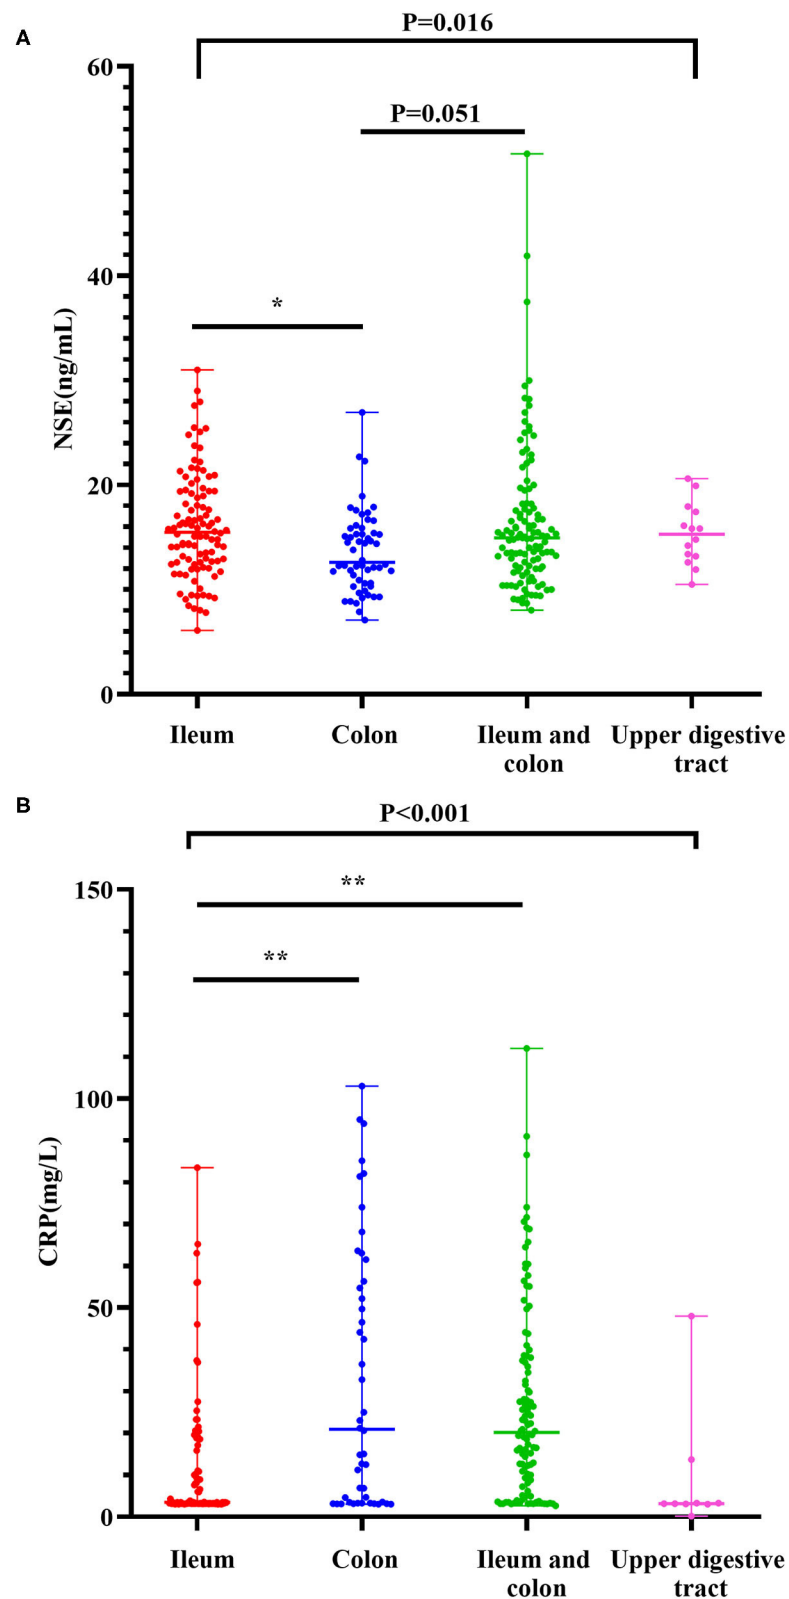 A
P=0.016
60
P=0.051
40
*
NSE(ng/mL)
20
0
Ileum Colon Ileum and colon Upper digestive tract
B
P<0.001
150
**
**
100
CRP(mg/L)
50
0
Ileum Colon Ileum and colon Upper digestive tract